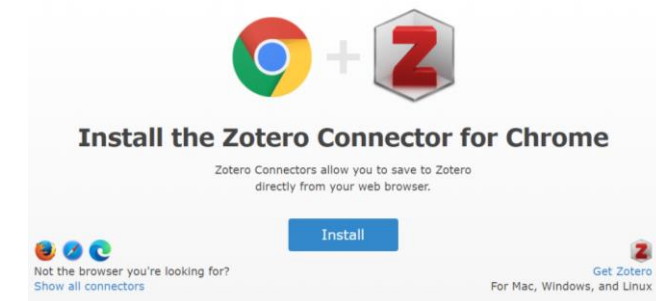 Z
Install the Zotero Connector for Chrome
Zotero Connectors allow you to save to Zotero
directly from your web browser.
Install
Not the browser you're looking for?
Show all connectors
Z
Get Zotero
For Mac, Windows, and Linux